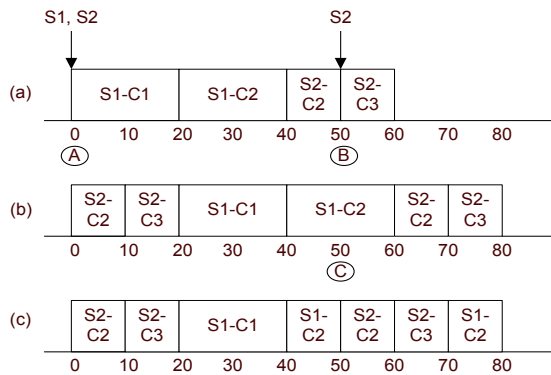 S1, S2 S2
(a) S1-C1 S1-C2 S2-C2 S2-C3
0 10 20 30 40 50 60 70 80
A B
(b) S2-C2 S2-C3 S1-C1 S1-C2 S2-C2 S2-C3
0 10 20 30 40 50 60 70 80
C
(c) S2-C2 S2-C3 S1-C1 S1-C2 S2-C2 S2-C3 S1-C2
0 10 20 30 40 50 60 70 80